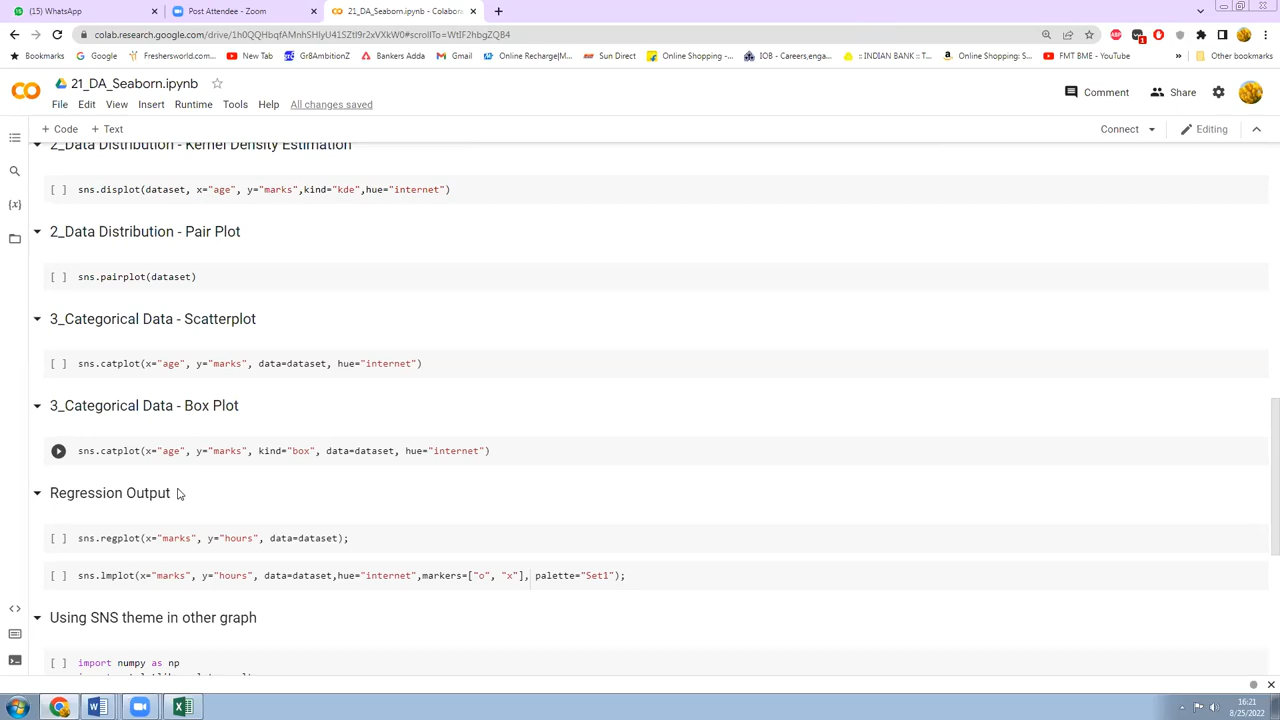 (15) WhatsApp
Post Attendee - Zoom
21_DA_Seaborn.ipynb - Colabora
colab.research.google.com/drive/1h0QQHbqfAMnhSHlyU41SZtI9r2xVXkW0#scrollTo=WtIF2hbgZQB4
Bookmarks
Google
Freshersworld.com...
New Tab
Gr8AmbitionZ
Bankers Adda
Gmail
Online Recharge|M...
Sun Direct
Online Shopping -...
IOB - Careers,enga...
:: INDIAN BANK ::: T...
Online Shopping: S...
FMT BME - YouTube
»
Other bookmarks
21_DA_Seaborn.ipynb
Comment
Share
File Edit View Insert Runtime Tools Help All changes saved
+ Code + Text
Connect
Editing
2_Data Distribution - Kernel Density Estimation
[ ] sns.displot(dataset, x="age", y="marks",kind="kde",hue="internet")
2_Data Distribution - Pair Plot
[ ] sns.pairplot(dataset)
3_Categorical Data - Scatterplot
[ ] sns.catplot(x="age", y="marks", data=dataset, hue="internet")
3_Categorical Data - Box Plot
sns.catplot(x="age", y="marks", kind="box", data=dataset, hue="internet")
Regression Output
[ ] sns.regplot(x="marks", y="hours", data=dataset);
[ ] sns.lmplot(x="marks", y="hours", data=dataset,hue="internet",markers=["o", "x"], palette="Set1");
Using SNS theme in other graph
[ ] import numpy as np
16:21
8/25/2022